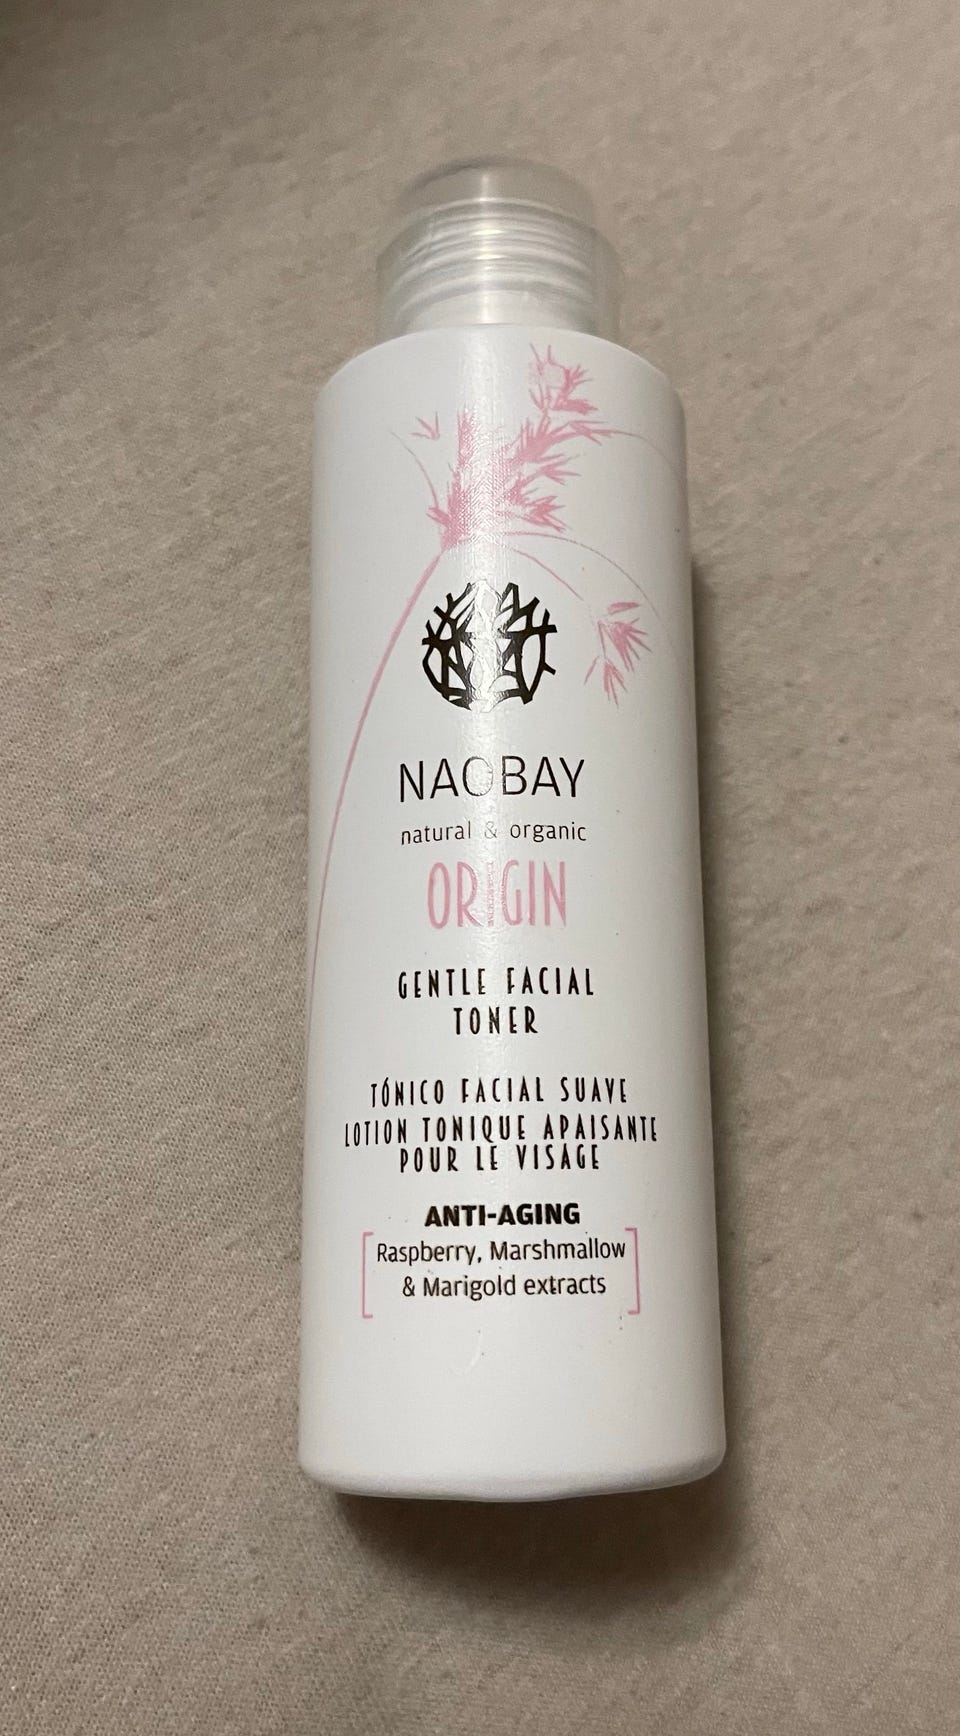 NAOBAY
natural & organic
ORIGIN
GENTLE FACIAL
TONER
TÓNICO FACIAL SUAVE
LOTION TONIQUE APAISANTE
POUR LE VISAGE
ANTI-AGING
Raspberry, Marshmallow
& Marigold extracts